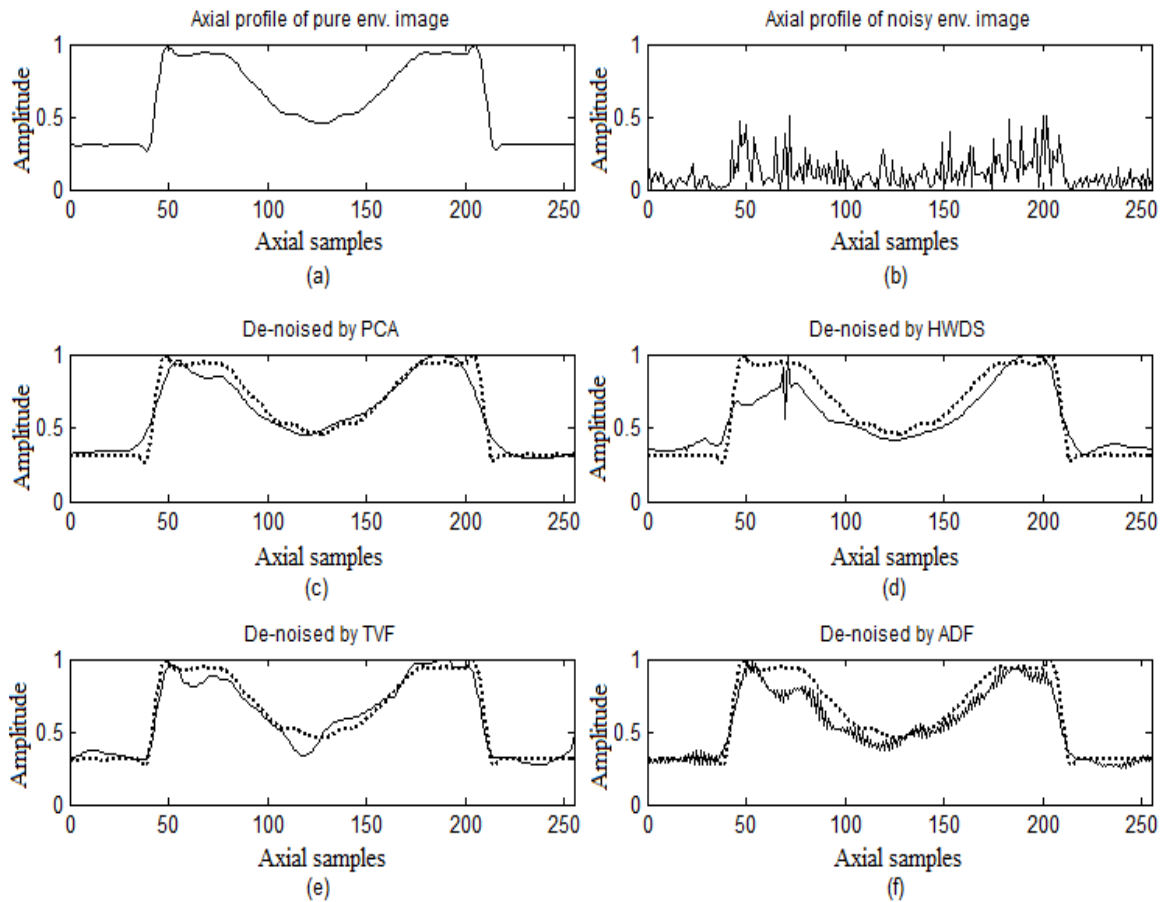 Axial profile of pure env. image
Axial profile of noisy env. image
Amplitude
1
0.5
0
0 50 100 150 200 250
Axial samples
(a)
Amplitude
1
0.5
0
0 50 100 150 200 250
Axial samples
(b)
De-noised by PCA
Amplitude
1
0.5
0
0 50 100 150 200 250
Axial samples
(c)
De-noised by HWDS
Amplitude
1
0.5
0
0 50 100 150 200 250
Axial samples
(d)
De-noised by TVF
Amplitude
1
0.5
0
0 50 100 150 200 250
Axial samples
(e)
De-noised by ADF
Amplitude
1
0.5
0
0 50 100 150 200 250
Axial samples
(f)